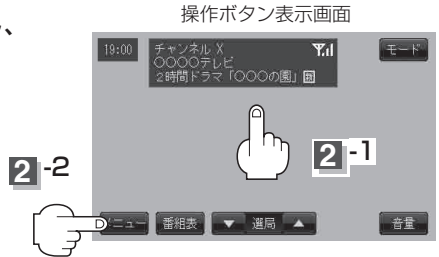 操作ボタン表示画面
、
19:00
チャンネル X
○○○○テレビ
2時間ドラマ「○○○の園」字
モード
2-1
2-2
ニュー
番組表
▼ 選局 ▲
音量